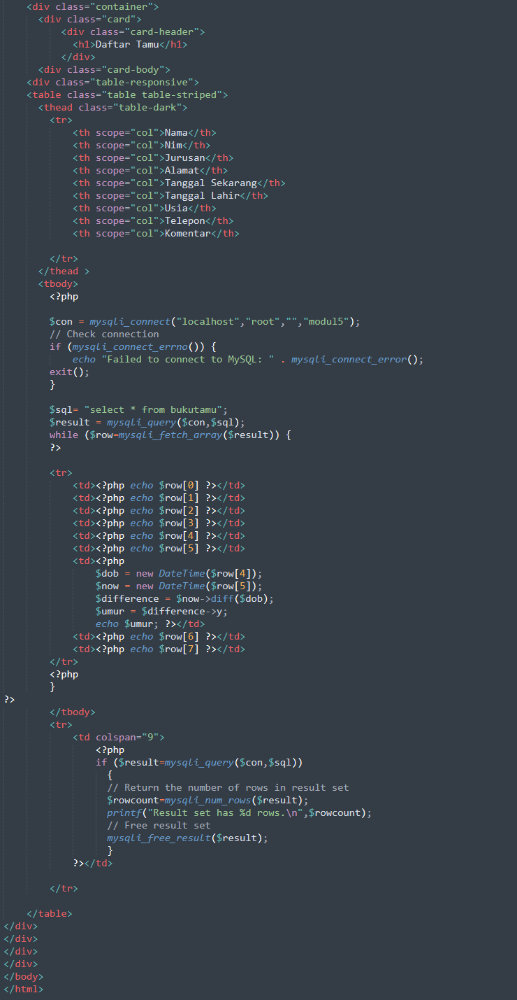 <div class="container">
<div class="card">
<div class="card-header">
<h1>Daftar Tamu</h1>
</div>
<div class="card-body">
<div class="table-responsive">
<table class="table table-striped">
<thead class="table-dark">
<tr>
<th scope="col">Nama</th>
<th scope="col">Nim</th>
<th scope="col">Jurusan</th>
<th scope="col">Alamat</th>
<th scope="col">Tanggal Sekarang</th>
<th scope="col">Tanggal Lahir</th>
<th scope="col">Usia</th>
<th scope="col">Telepon</th>
<th scope="col">Komentar</th>
</tr>
</thead >
<tbody>
<?php
$con = mysqli_connect("localhost","root","","modul5");
// Check connection
if (mysqli_connect_errno()) {
echo "Failed to connect to MySQL: " . mysqli_connect_error();
exit();
}
$sql= "select * from bukutamu";
$result = mysqli_query($con,$sql);
while ($row=mysqli_fetch_array($result)) {
?>
<tr>
<td><?php echo $row[0] ?></td>
<td><?php echo $row[1] ?></td>
<td><?php echo $row[2] ?></td>
<td><?php echo $row[3] ?></td>
<td><?php echo $row[4] ?></td>
<td><?php echo $row[5] ?></td>
<td><?php
$dob = new DateTime($row[4]);
$now = new DateTime($row[5]);
$difference = $now->diff($dob);
$umur = $difference->y;
echo $umur; ?></td>
<td><?php echo $row[6] ?></td>
<td><?php echo $row[7] ?></td>
</tr>
<?php
}
?>
</tbody>
<tr>
<td colspan="9">
<?php
if ($result=mysqli_query($con,$sql))
{
// Return the number of rows in result set
$rowcount=mysqli_num_rows($result);
printf("Result set has %d rows.\n",$rowcount);
// Free result set
mysqli_free_result($result);
}
?></td>
</tr>
</table>
</div>
</div>
</div>
</div>
</body>
</html>